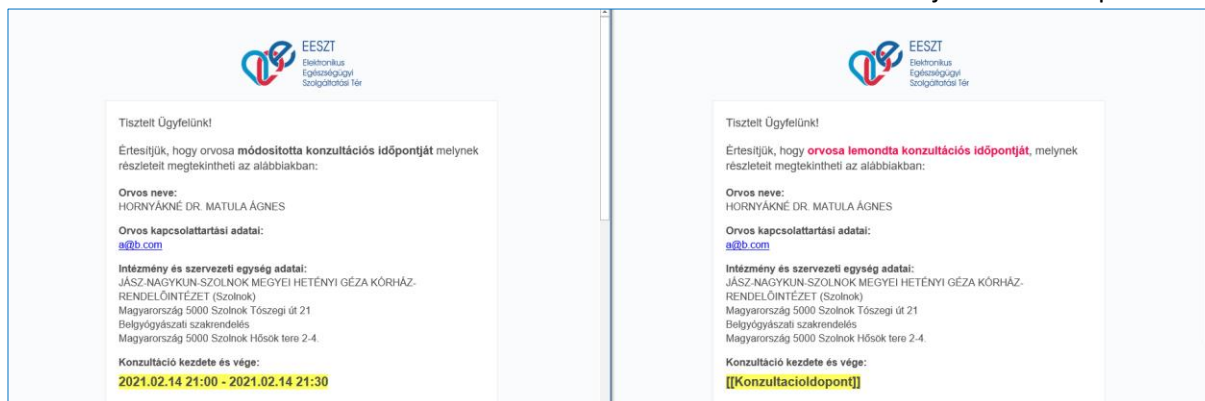 EESZT
Elektronikus
Egészségügyi
Szolgáltatási Tér
Tisztelt Ügyfelünk!
Értesítjük, hogy orvosa módosította konzultációs időpontját melynek
részleteit megtekintheti az alábbiakban:
Orvos neve:
HORNYÁKNÉ DR. MATULA ÁGNES
Orvos kapcsolattartási adatai:
a@b.com
Intézmény és szervezeti egység adatai:
JÁSZ-NAGYKUN-SZOLNOK MEGYEI HETÉNYI GÉZA KÓRHÁZ-
RENDELÕINTÉZET (Szolnok)
Magyarország 5000 Szolnok Tószegi út 21
Belgyógyászati szakrendelés
Magyarország 5000 Szolnok Hősök tere 2-4.
Konzultáció kezdete és vége:
2021.02.14 21:00 - 2021.02.14 21:30
EESZT
Elektronikus
Egészségügyi
Szolgáltatási Tér
Tisztelt Ügyfelünk!
Értesítjük, hogy orvosa lemondta konzultációs időpontját, melynek
részleteit megtekintheti az alábbiakban:
Orvos neve:
HORNYÁKNÉ DR. MATULA ÁGNES
Orvos kapcsolattartási adatai:
a@b.com
Intézmény és szervezeti egység adatai:
JÁSZ-NAGYKUN-SZOLNOK MEGYEI HETÉNYI GÉZA KÓRHÁZ-
RENDELÕINTÉZET (Szolnok)
Magyarország 5000 Szolnok Tószegi út 21
Belgyógyászati szakrendelés
Magyarország 5000 Szolnok Hősök tere 2-4.
Konzultáció kezdete és vége:
[[KonzultacioIdopont]]